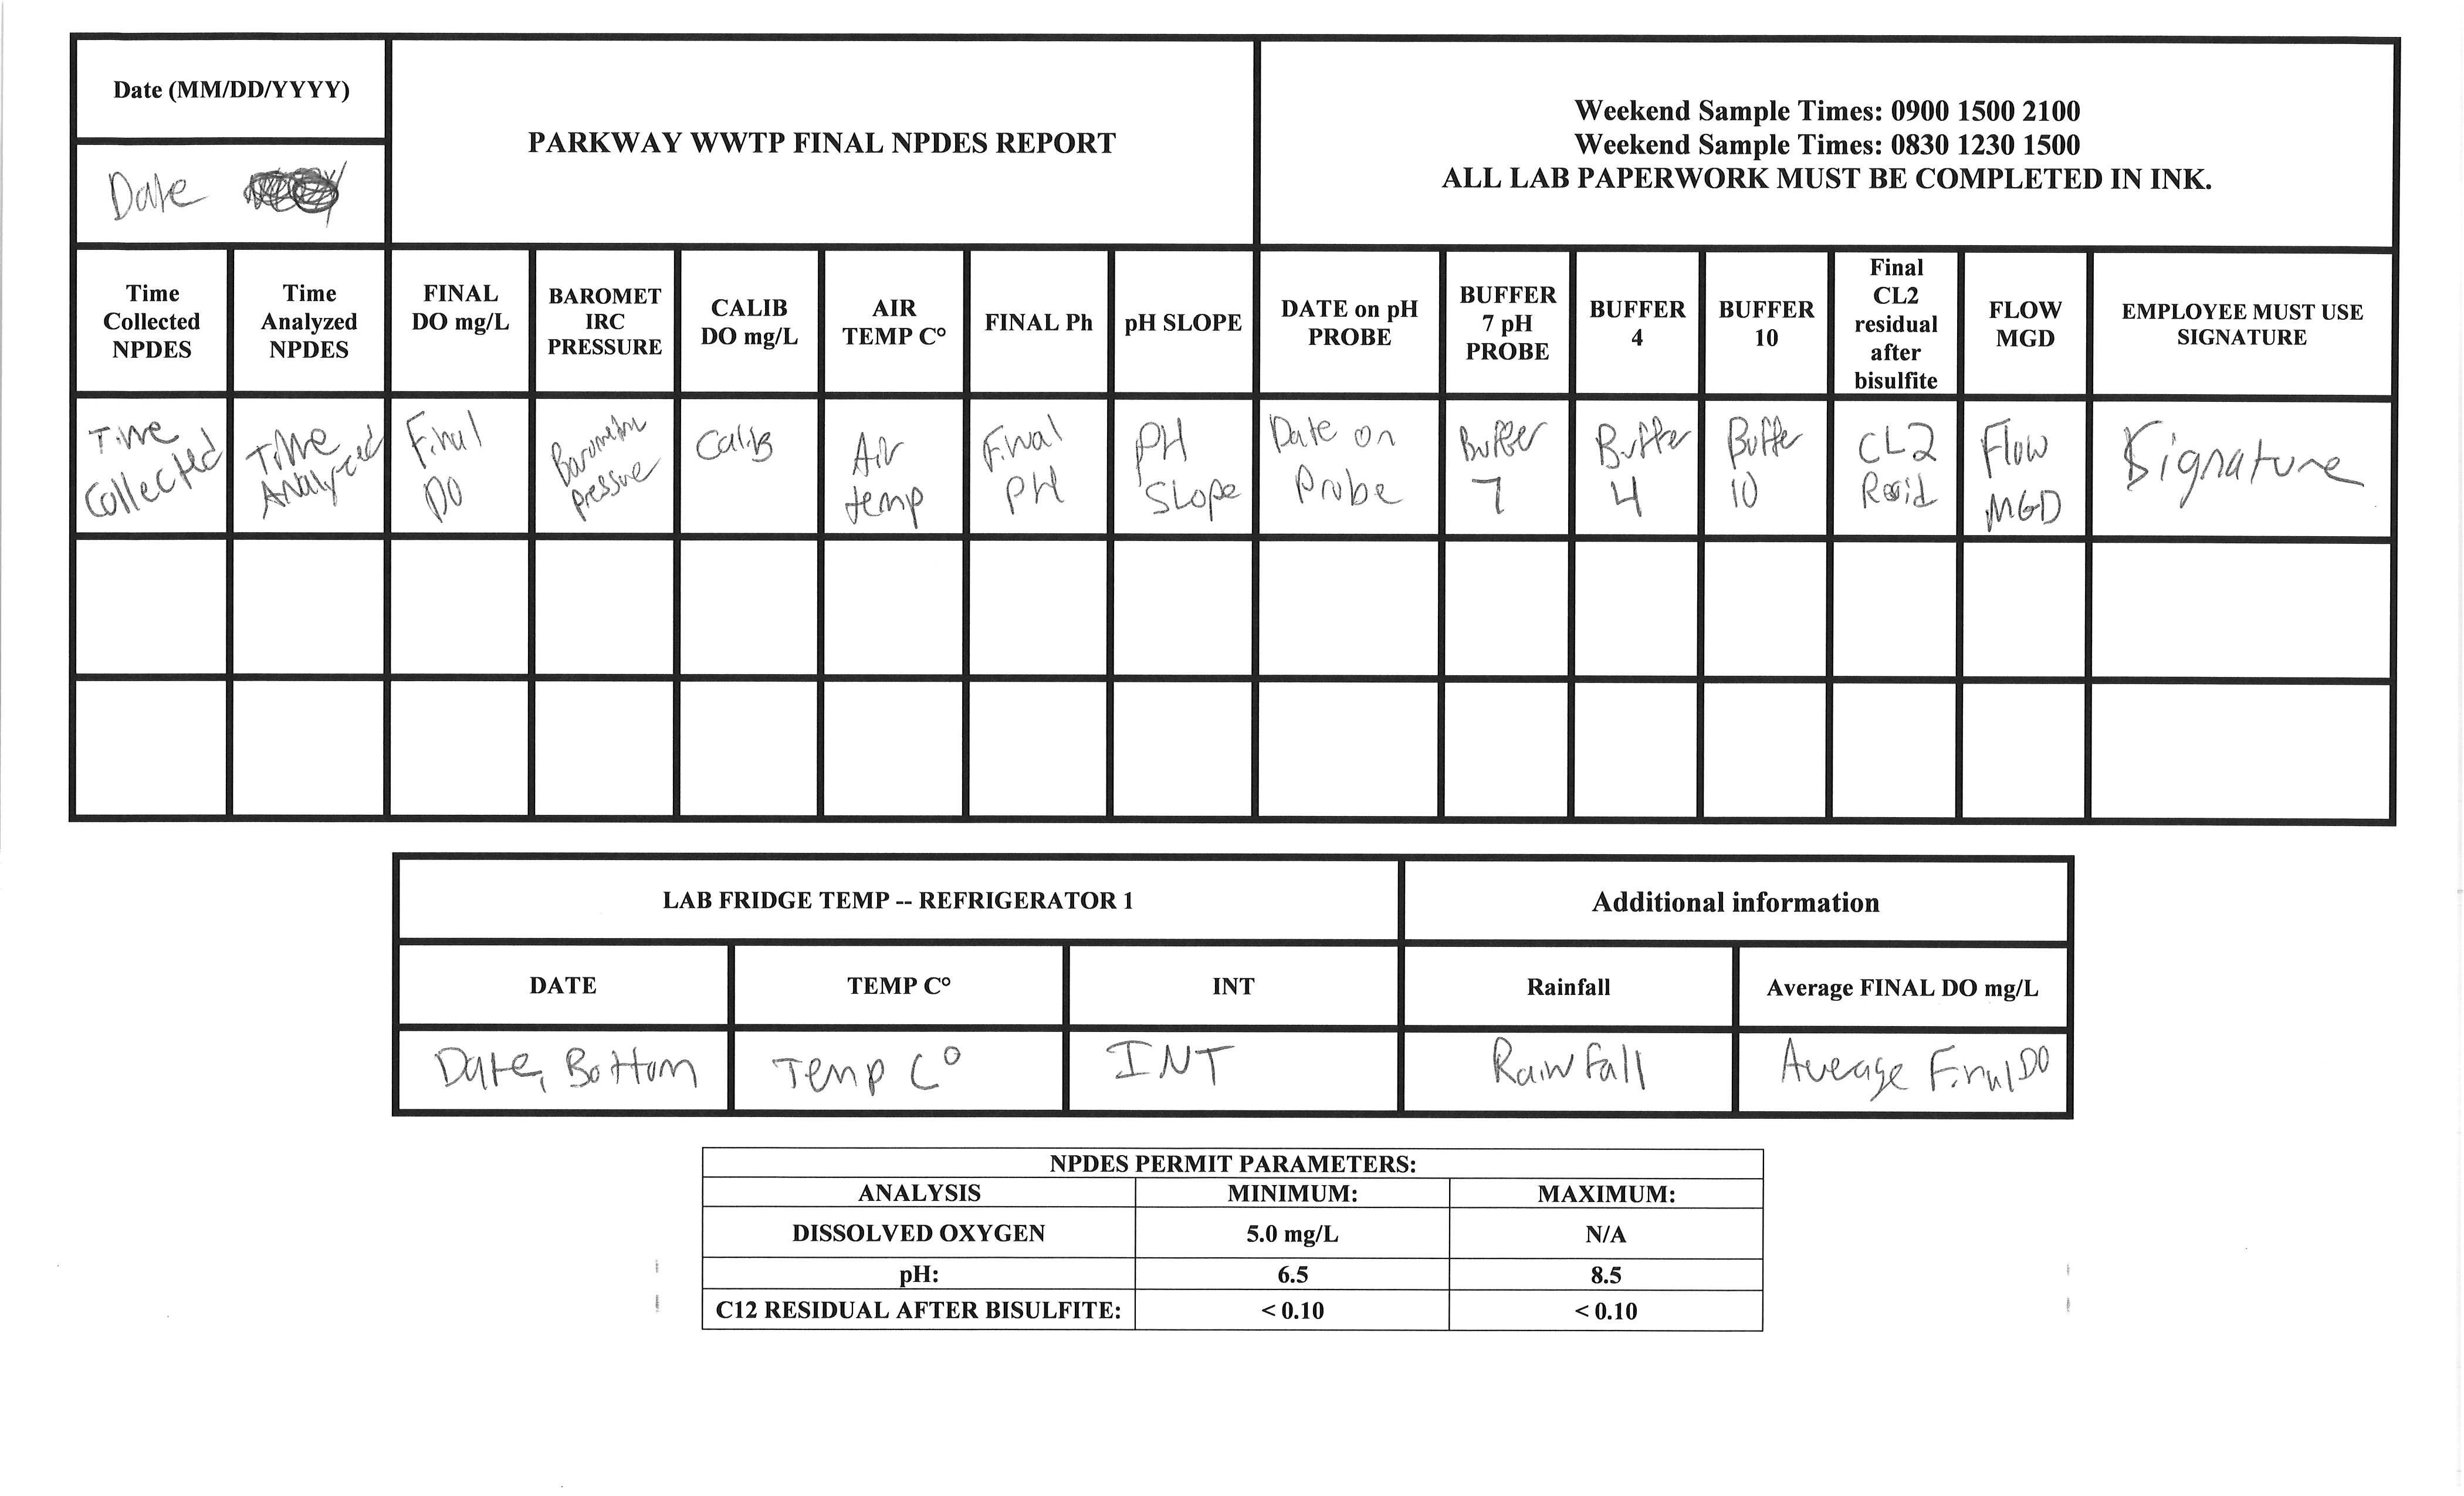 Date (MM/DD/YYYY)
Date
PARKWAY WWTP FINAL NPDES REPORT
Weekend Sample Times: 0900 1500 2100
Weekend Sample Times: 0830 1230 1500
ALL LAB PAPERWORK MUST BE COMPLETED IN INK.
Time
Collected
NPDES
Time
Analyzed
NPDES
FINAL
DO mg/L
BAROMET
IRC
PRESSURE
CALIB
DO mg/L
AIR
TEMP C°
FINAL Ph
pH SLOPE
DATE on pH
PROBE
BUFFER
7 pH
PROBE
BUFFER
4
BUFFER
10
Final
CL2
residual
after
bisulfite
FLOW
MGD
EMPLOYEE MUST USE
SIGNATURE
Time
Collected
Time
Analyzed
Final
DO
Barometric
Pressure
Calib
Air
temp
Final
PH
PH
Slope
Date on
Probe
Buffer
7
Buffer
4
Buffer
10
CL2
Resid
Flow
MGD
Signature
LAB FRIDGE TEMP -- REFRIGERATOR 1
Additional information
DATE
TEMP C°
INT
Rainfall
Average FINAL DO mg/L
Date, Bottom
Temp C°
INT
Rainfall
Average Final DO
NPDES PERMIT PARAMETERS:
ANALYSIS
MINIMUM:
MAXIMUM:
DISSOLVED OXYGEN
5.0 mg/L
N/A
pH:
6.5
8.5
C12 RESIDUAL AFTER BISULFITE:
< 0.10
< 0.10